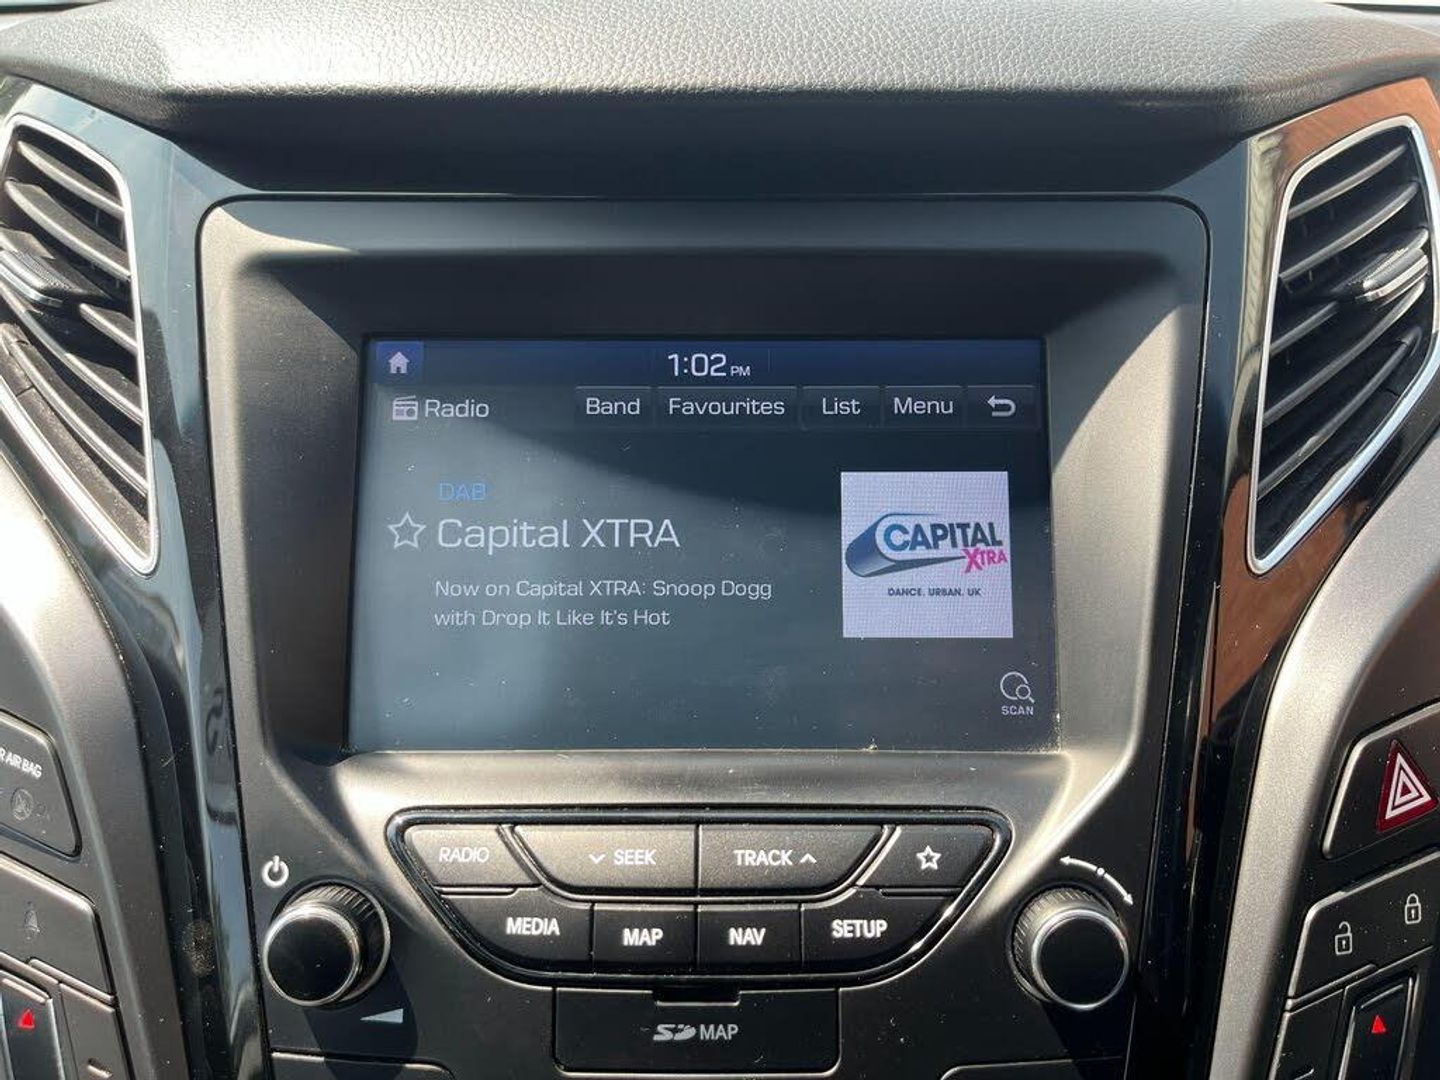 1:02 PM
Radio
Band
Favourites
List
Menu
DAB
Capital XTRA
Now on Capital XTRA: Snoop Dogg
with Drop It Like It's Hot
CAPITAL
XTRA
DANCE. URBAN. UK
SCAN
R AIR BAG
RADIO
SEEK
TRACK
MEDIA
MAP
NAV
SETUP
SD MAP